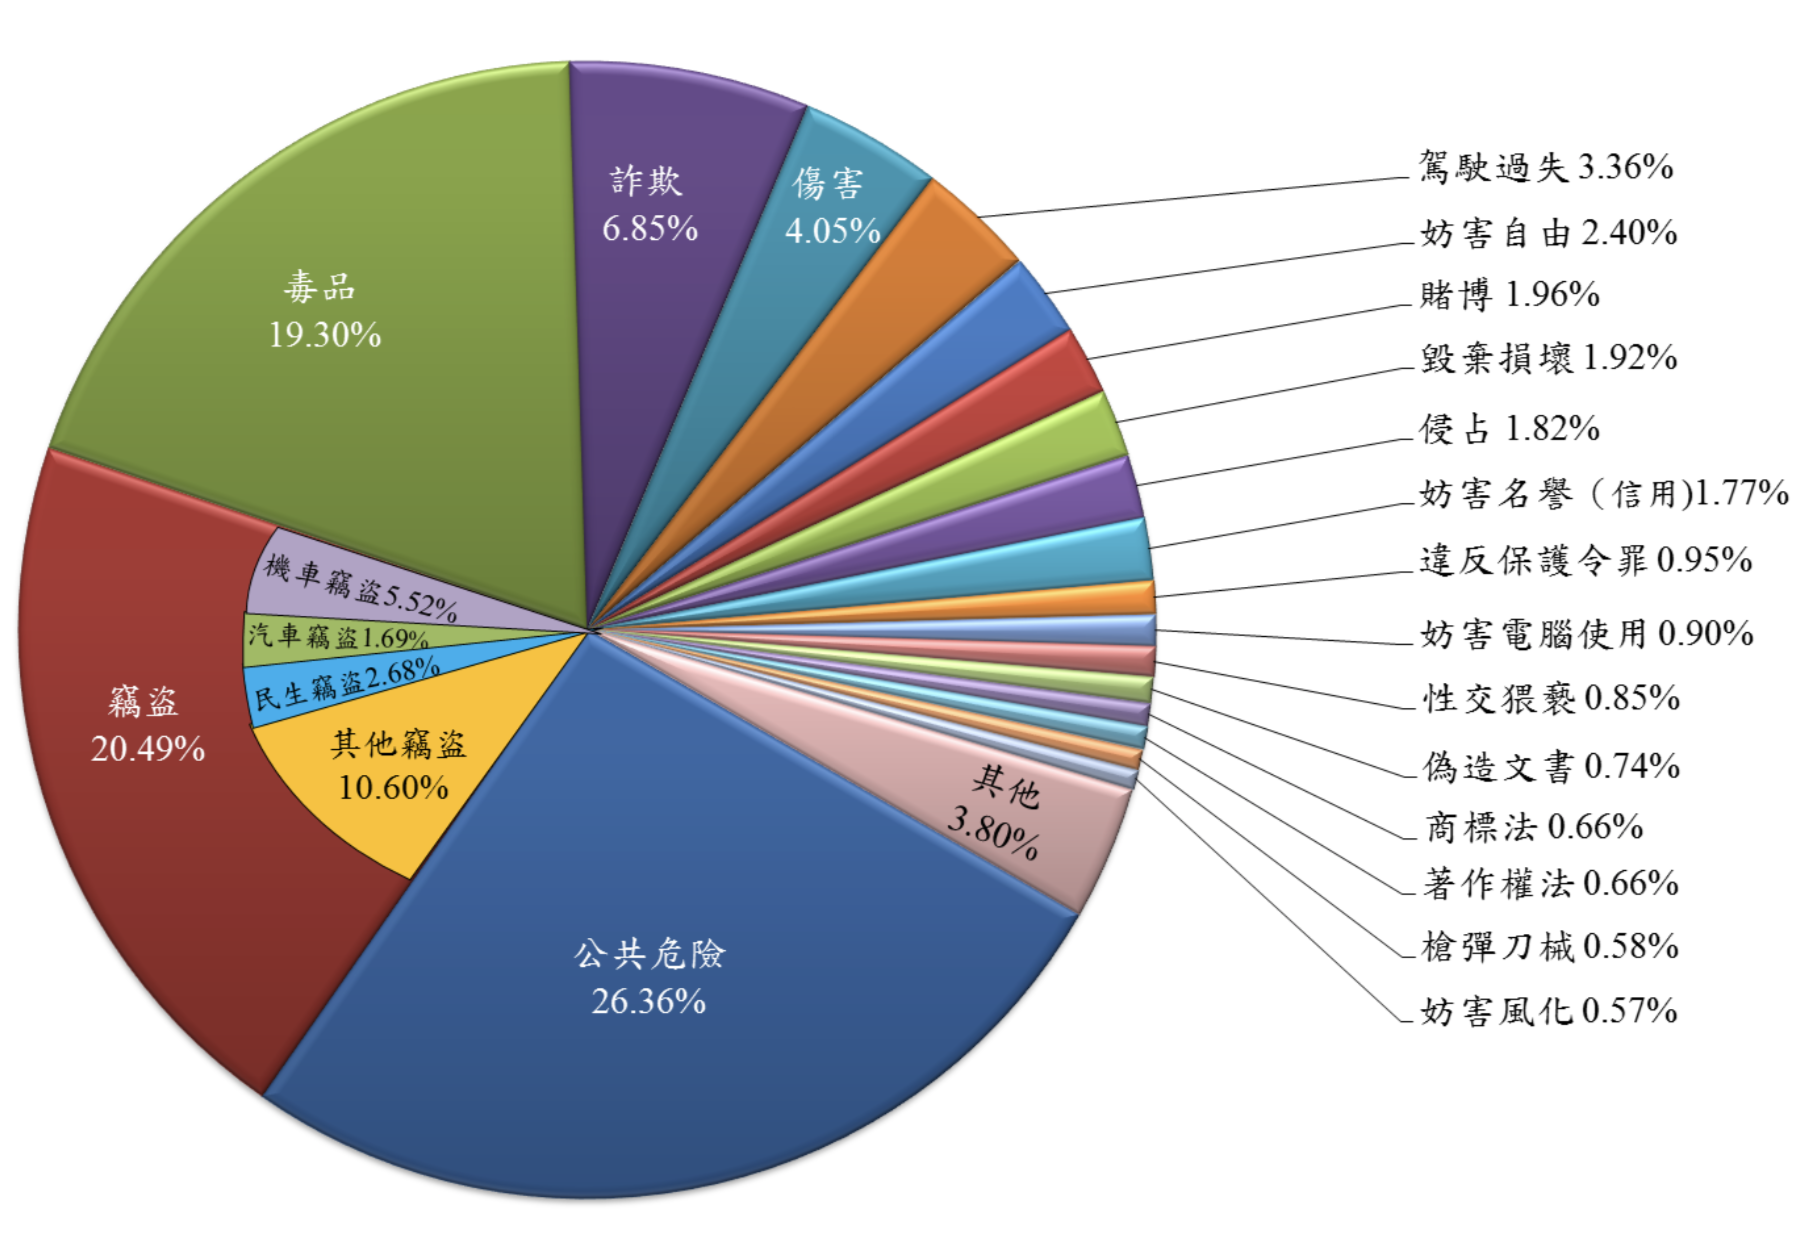 詐欺
6.85%
傷害
4.05%
駕駛過失 3.36%
妨害自由 2.40%
賭博 1.96%
毀棄損壞 1.92%
侵占 1.82%
妨害名譽（信用)1.77%
違反保護令罪 0.95%
妨害電腦使用 0.90%
性交猥褻 0.85%
偽造文書 0.74%
商標法 0.66%
著作權法 0.66%
槍彈刀械 0.58%
妨害風化 0.57%
其他
3.80%
公共危險
26.36%
竊盜
20.49%
機車竊盜5.52%
汽車竊盜1.69%
民生竊盜2.68%
其他竊盜
10.60%
毒品
19.30%